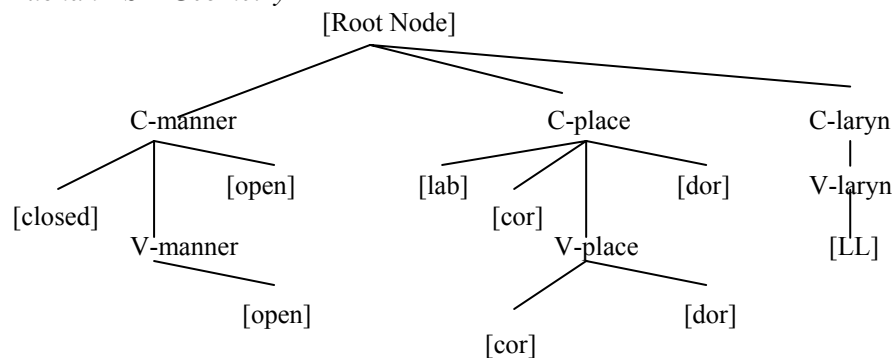 [Root Node]
C-manner C-place C-laryn
[closed] [open] [lab] [cor] [dor] V-laryn
V-manner V-place [LL]
[open] [cor] [dor]